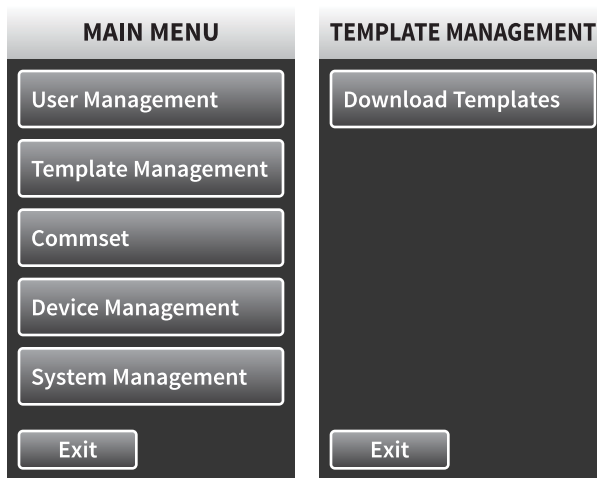 MAIN MENU
User Management
Template Management
Commset
Device Management
System Management
Exit
TEMPLATE MANAGEMENT
Download Templates
Exit